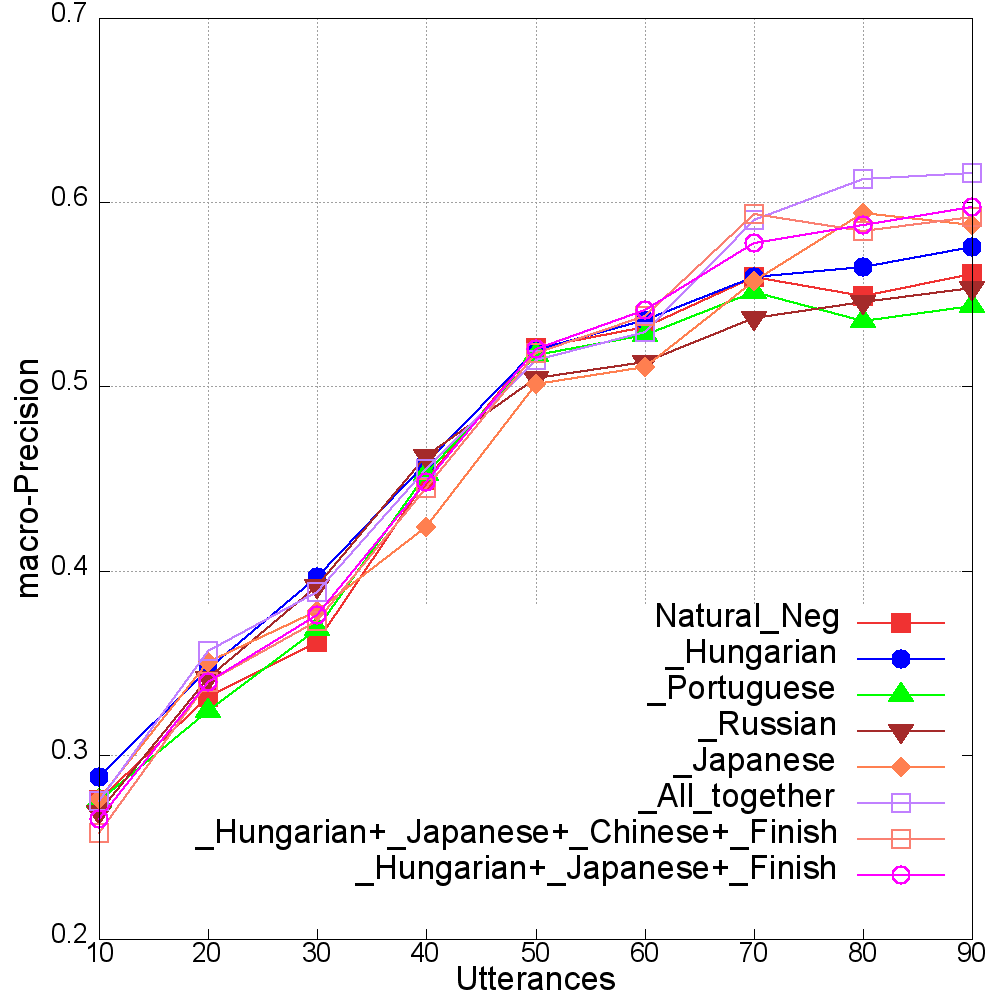 0.7
0.6
0.5
0.4
0.3
0.2
macro-Precision
Natural_Neg
_Hungarian
_Portuguese
_Russian
_Japanese
_All_together
_Hungarian+_Japanese+_Chinese+_Finish
_Hungarian+_Japanese+_Finish
10 20 30 40 50 60 70 80 90
Utterances